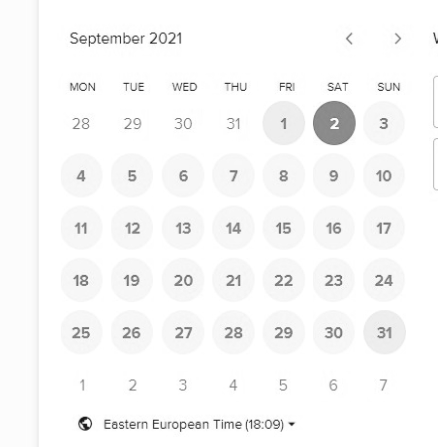 September 2021
MON TUE WED THU FRI SAT SUN
28 29 30 31 1 2 3
4 5 6 7 8 9 10
11 12 13 14 15 16 17
18 19 20 21 22 23 24
25 26 27 28 29 30 31
1 2 3 4 5 6 7
Eastern European Time (18:09)